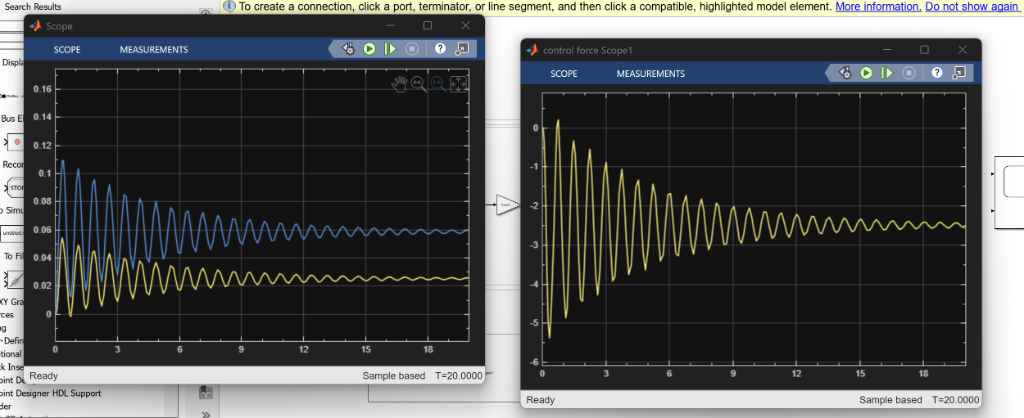 Search Results
To create a connection, click a port, terminator, or line segment, and then click a compatible, highlighted model element. More information. Do not show again
Scope
SCOPE MEASUREMENTS
0.16
0.14
0.12
0.1
0.08
0.06
0.04
0.02
0
0 3 6 9 12 15 18
Ready Sample based T=20.0000
control force Scope1
SCOPE MEASUREMENTS
0
-1
-2
-3
-4
-5
-6
0 3 6 9 12 15 18
Ready Sample based T=20.0000
Displa
Bus El
Recor
o Simu
To Fil
XY Gra
rces
ng
-Defin
tional
k Inse
oint De
oint Designer HDL Support
der